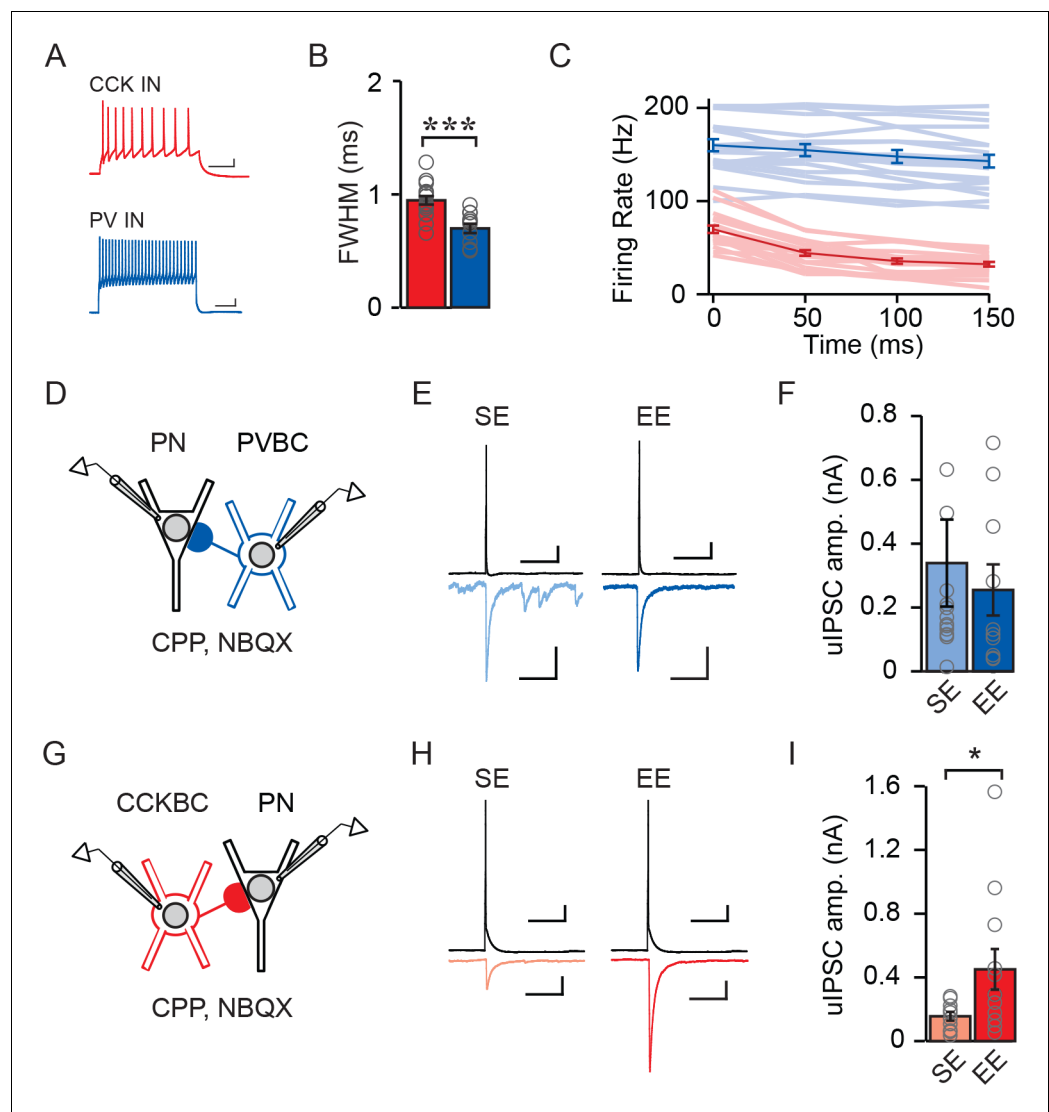 A
CCK IN
PV IN
B
FWHM (ms)
2
1
0
***
C
Firing Rate (Hz)
200
100
0
0 50 100 150
Time (ms)
D
PN PVBC
CPP, NBQX
E
SE EE
F
uIPSC amp. (nA)
0.8
0.6
0.4
0.2
0
SE EE
G
CCKBC PN
CPP, NBQX
H
SE EE
I
*
uIPSC amp. (nA)
1.6
1.2
0.8
0.4
0
SE EE